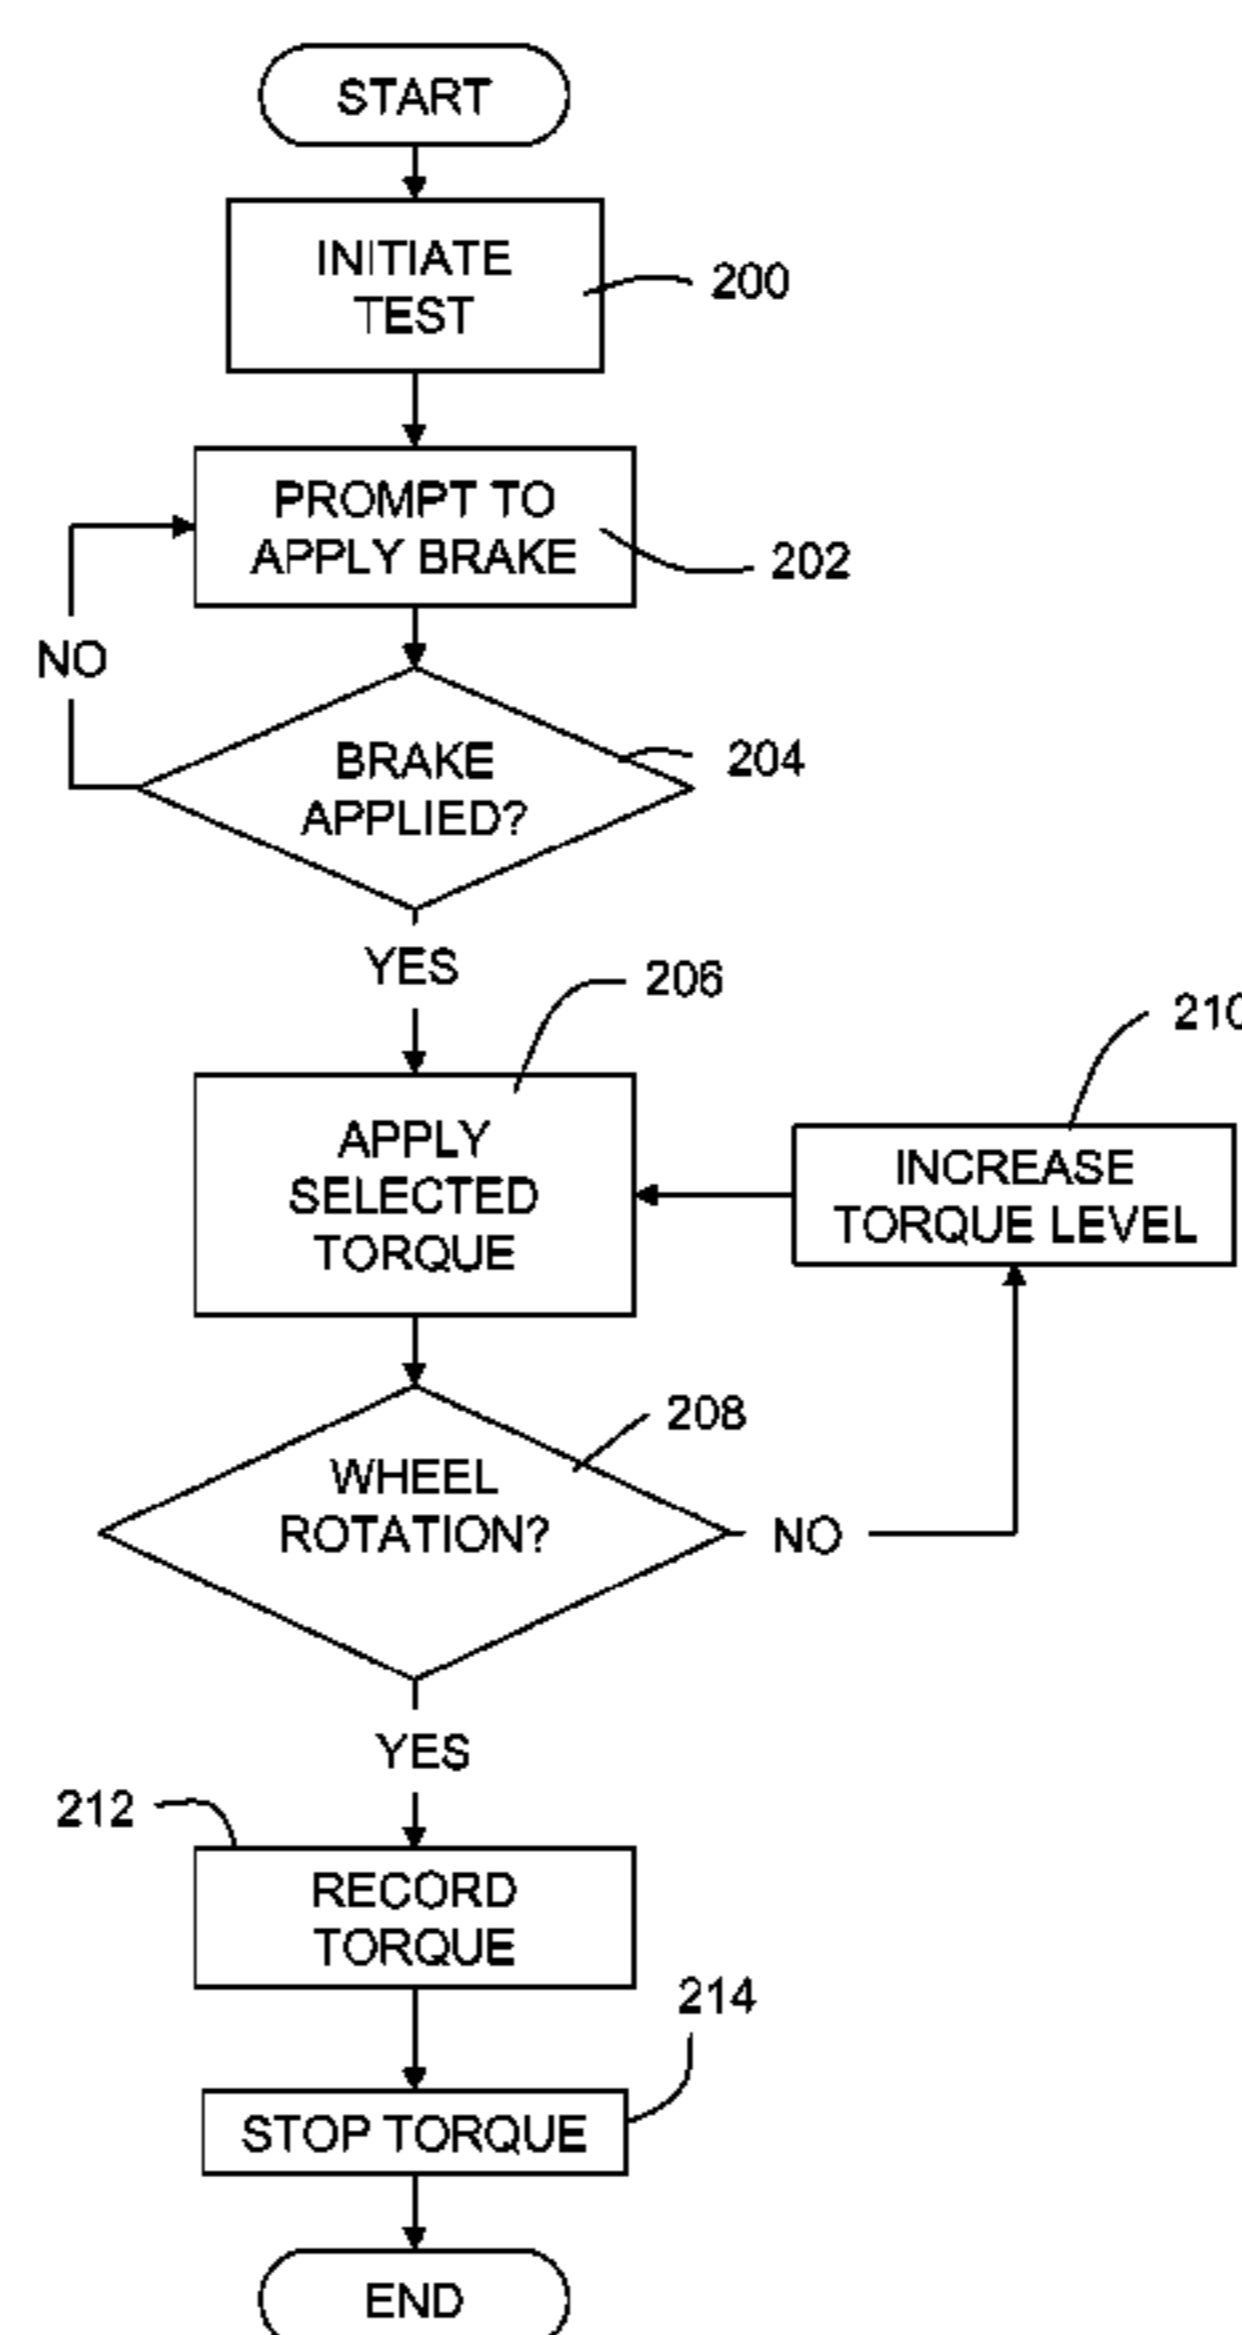 START
INITIATE
TEST
200
PROMPT TO
APPLY BRAKE
202
NO
BRAKE
APPLIED?
204
YES
206
210
APPLY
SELECTED
TORQUE
INCREASE
TORQUE LEVEL
208
WHEEL
ROTATION?
NO
YES
212
RECORD
TORQUE
214
STOP TORQUE
END